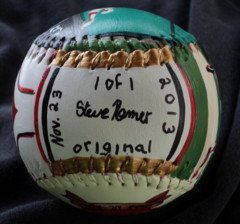 1 of 1
Nov. 23
Steve Romer
2013
original